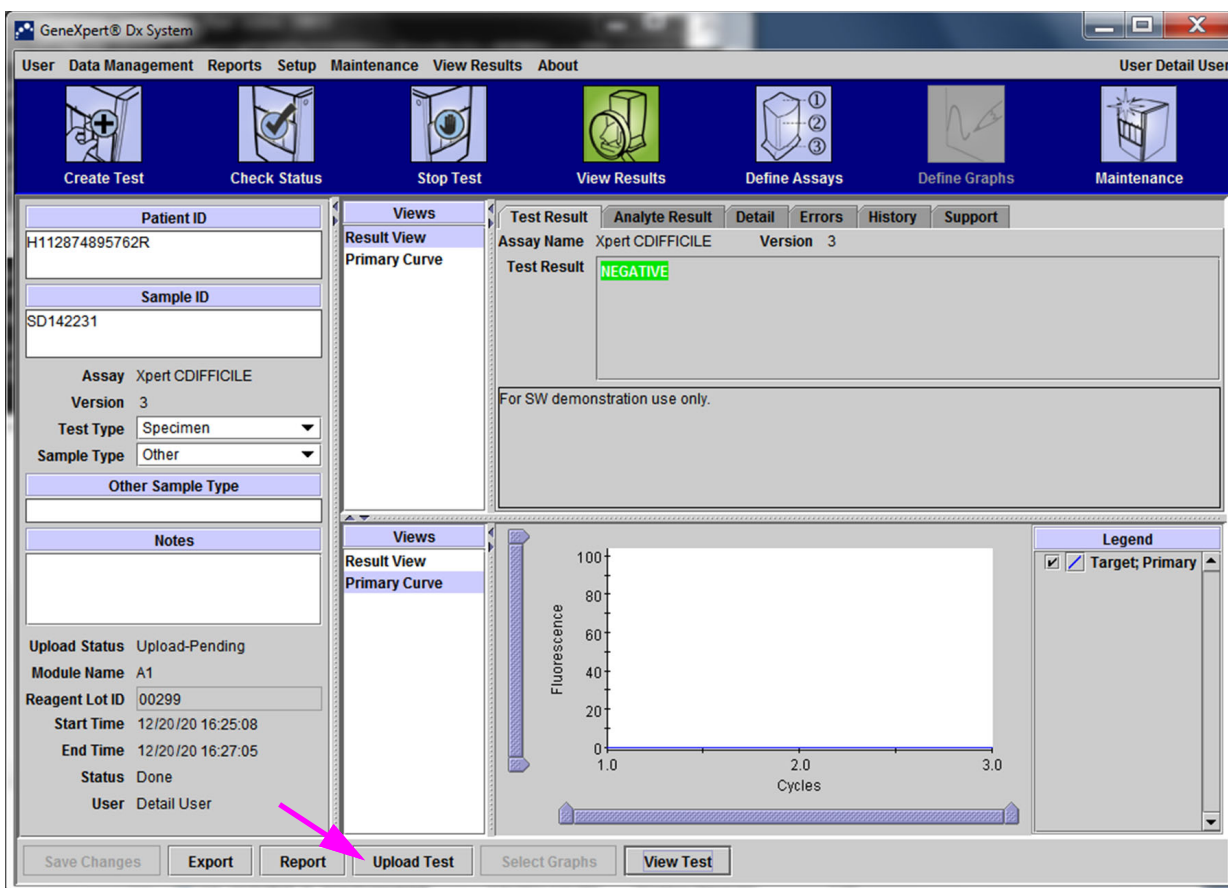 GeneXpert® Dx System
User Data Management Reports Setup Maintenance View Results About User Detail User
Create Test Check Status Stop Test View Results Define Assays Define Graphs Maintenance
① ② ③
Patient ID
H112874895762R
Sample ID
SD142231
Assay Xpert CDIFFICILE
Version 3
Test Type Specimen
Sample Type Other
Other Sample Type
Notes
Upload Status Upload-Pending
Module Name A1
Reagent Lot ID 00299
Start Time 12/20/20 16:25:08
End Time 12/20/20 16:27:05
Status Done
User Detail User
Views
Result View
Primary Curve
Test Result Analyte Result Detail Errors History Support
Assay Name Xpert CDIFFICILE Version 3
Test Result NEGATIVE
For SW demonstration use only.
Views
Result View
Primary Curve
Fluorescence
100
80
60
40
20
0
1.0 2.0 3.0
Cycles
Legend
Target; Primary
Save Changes Export Report Upload Test Select Graphs View Test